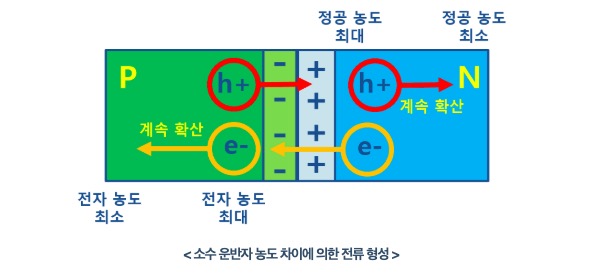 정공 농도
최대
정공 농도
최소
P
h+
-
-
-
-
+
+
+
+
h+
N
계속 확산
계속 확산
e-
e-
전자 농도
최소
전자 농도
최대
< 소수 운반자 농도 차이에 의한 전류 형성 >